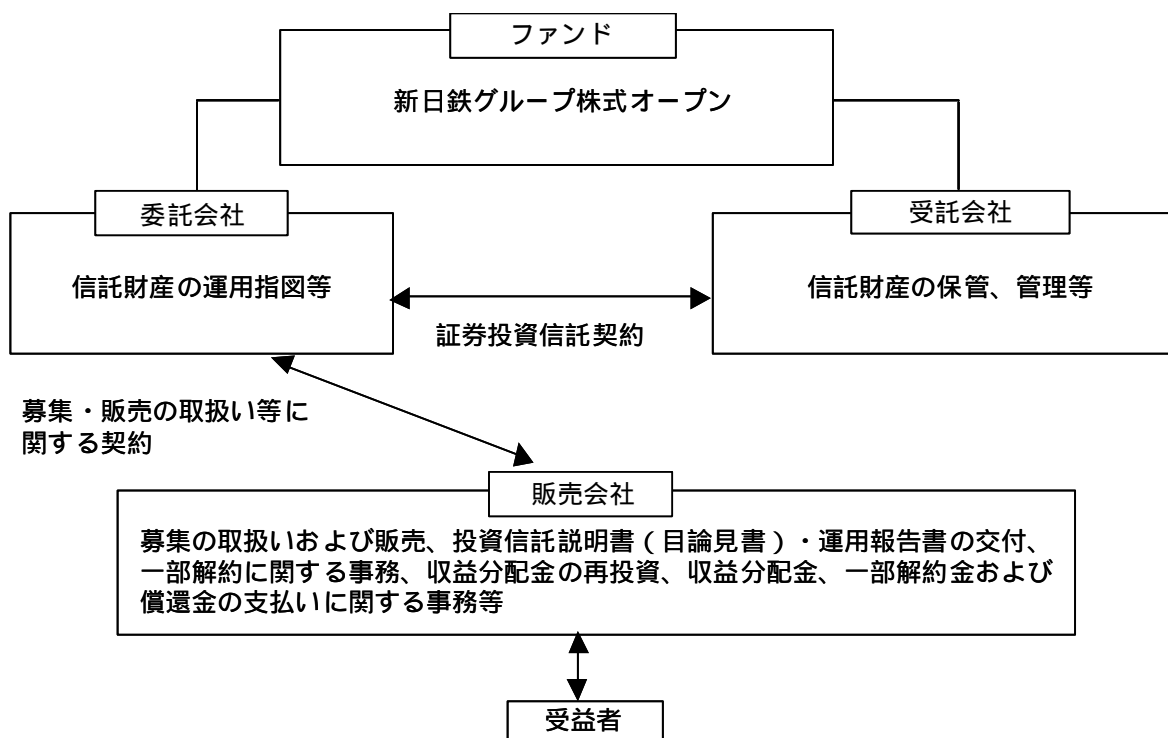 ファンド
新日鉄グループ株式オープン
委託会社
受託会社
信託財産の運用指図等
信託財産の保管、管理等
証券投資信託契約
募集・販売の取扱い等に
関する契約
販売会社
募集の取扱いおよび販売、投資信託説明書(目論見書)・運用報告書の交付、
一部解約に関する事務、収益分配金の再投資、収益分配金、一部解約金および
償還金の支払いに関する事務等
受益者